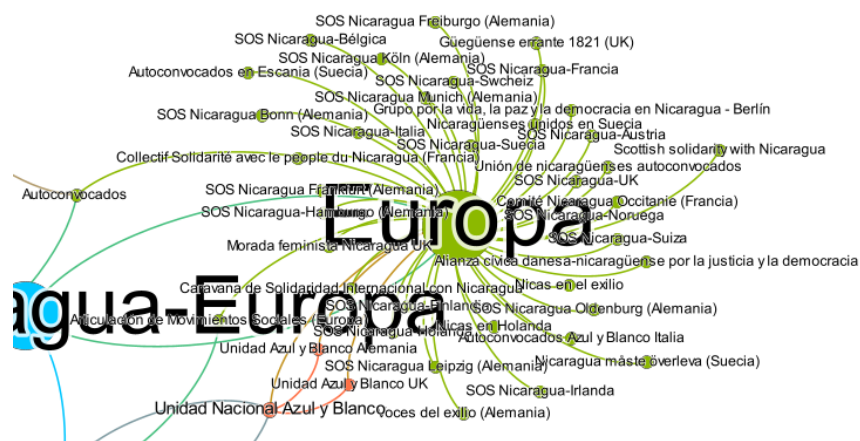 SOS Nicaragua Freiburgo (Alemania)
SOS Nicaragua-Bélgica
Güegüense errante 1821 (UK)
SOS Nicaragua Köln (Alemania)
Autoconvocados en Escania (Suecia)
SOS Nicaragua-Francia
SOS Nicaragua-Swcheiz
SOS Nicaragua Munich (Alemania)
Grupo por la vida, la paz y la democracia en Nicaragua - Berlín
SOS Nicaragua Bonn (Alemania)
Nicaragüenses unidos en Suecia
SOS Nicaragua-Italia
SOS Nicaragua-Austria
SOS Nicaragua-Suecia
Scottish solidarity with Nicaragua
Collectif Solidarité avec le people du Nicaragua (Francia)
Unión de nicaragüenses autoconvocados
SOS Nicaragua-UK
Autoconvocados
SOS Nicaragua Frankfurt (Alemania)
Comité Nicaragua Occitanie (Francia)
SOS Nicaragua-Hamburgo (Alemania)
SOS Nicaragua-Noruega
Europa
SOS Nicaragua-Suiza
Morada feminista Nicaragua UK
Alianza cívica danesa-nicaragüense por la justicia y la democracia
Caravana de Solidaridad Internacional con Nicaragua
Nicas en el exilio
agua-Europa
SOS Nicaragua-Finlandia
SOS Nicaragua Oldenburg (Alemania)
Articulación de Movimientos Sociales (Europa)
SOS Nicaragua-Holanda
Nicas en Holanda
Autoconvocados Azul y Blanco Italia
Unidad Azul y Blanco Alemania
SOS Nicaragua Leipzig (Alemania)
Nicaragua måste överleva (Suecia)
Unidad Azul y Blanco UK
SOS Nicaragua-Irlanda
Unidad Nacional Azul y Blanco
Voces del exilio (Alemania)